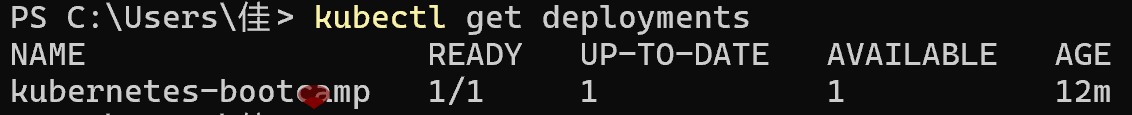 PS C:\Users\佳> kubectl get deployments
NAME READY UP-TO-DATE AVAILABLE AGE
kubernetes-bootcamp 1/1 1 1 12m